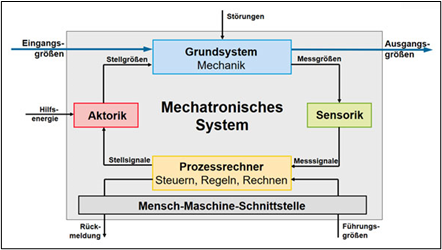 Störungen
Eingangs-
größen
Grundsystem
Mechanik
Ausgangs-
größen
Stellgrößen
Messgrößen
Hilfs-
energie
Aktorik
Mechatronisches
System
Sensorik
Stellsignale
Messsignale
Prozessrechner
Steuern, Regeln, Rechnen
Mensch-Maschine-Schnittstelle
Rück-
meldung
Führungs-
größen